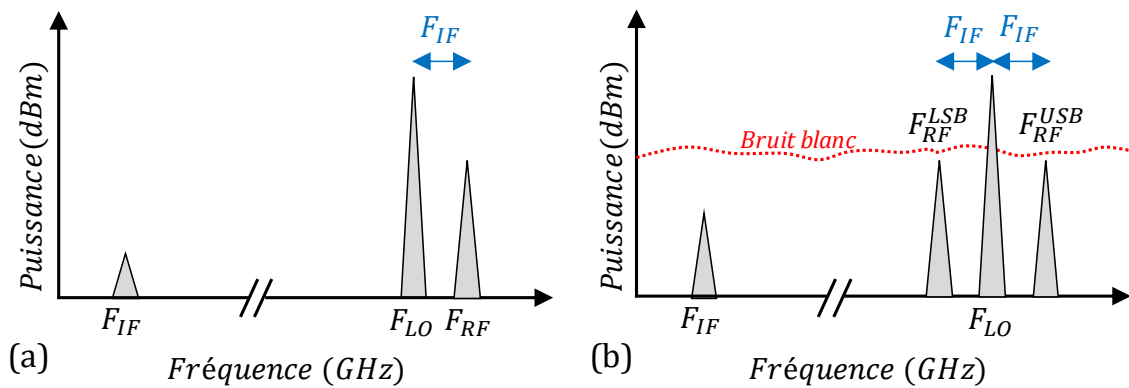 Puissance(dBm)
F_IF
F_IF
F_LO
F_RF
Fréquence (GHz)
(a)
Puissance(dBm)
F_IF
F_IF
F_RF^LSB
F_RF^USB
Bruit blanc
F_IF
F_LO
Fréquence (GHz)
(b)